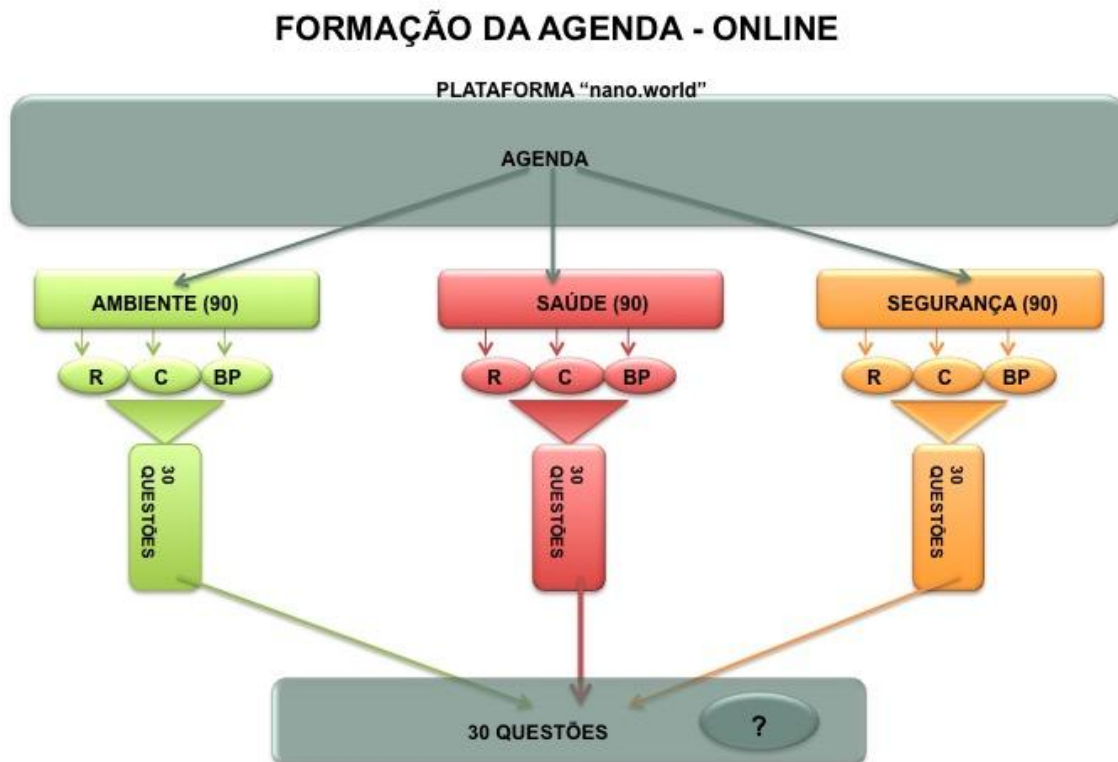 FORMAÇÃO DA AGENDA - ONLINE
PLATAFORMA “nano.world”
AGENDA
AMBIENTE (90)
SAÚDE (90)
SEGURANÇA (90)
R
C
BP
R
C
BP
R
C
BP
30
QUESTÕES
30
QUESTÕES
30
QUESTÕES
30 QUESTÕES
?